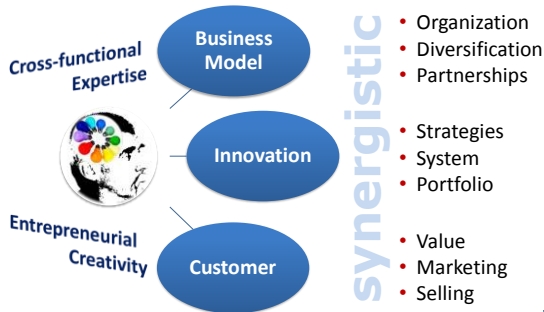 Cross-functional
Expertise
Entrepreneurial
Creativity
Business
Model
Innovation
Customer
synergistic
• Organization
• Diversification
• Partnerships
• Strategies
• System
• Portfolio
• Value
• Marketing
• Selling